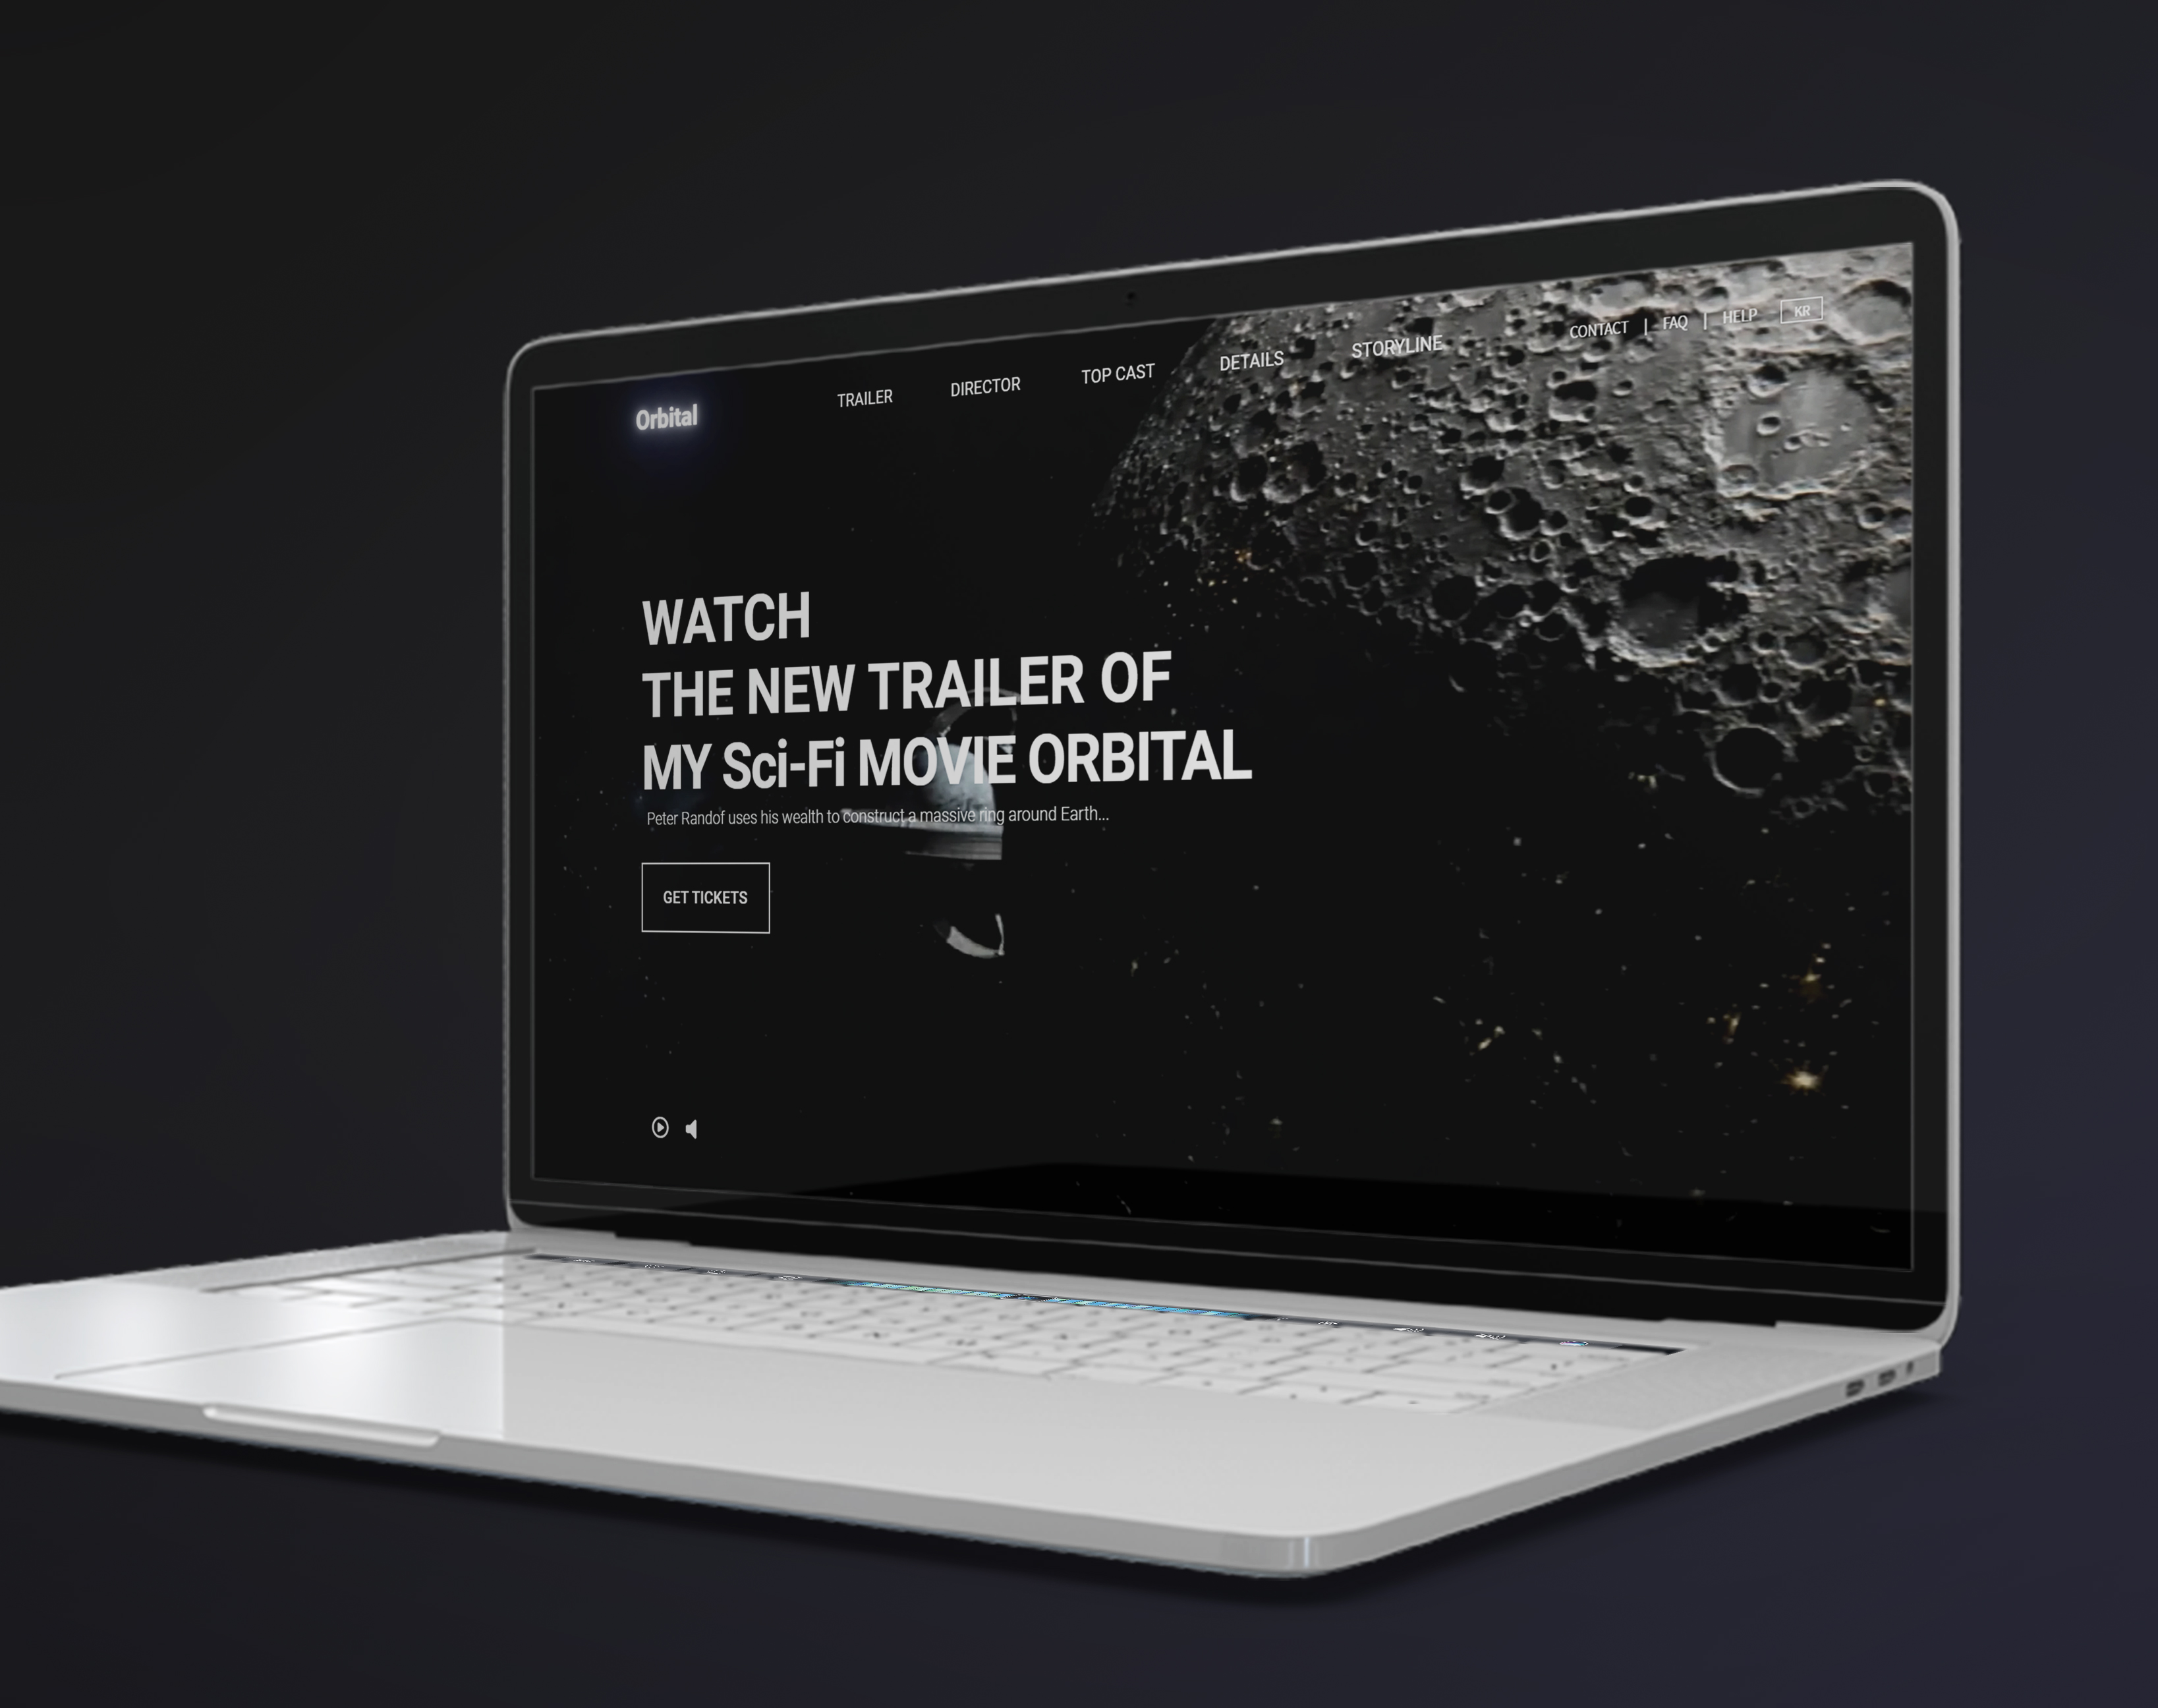 Orbital
TRAILER
DIRECTOR
TOP CAST
DETAILS
STORYLINE
CONTACT | FAQ | HELP
KR
WATCH
THE NEW TRAILER OF
MY Sci-Fi MOVIE ORBITAL
Peter Randof uses his wealth to construct a massive ring around Earth...
GET TICKETS